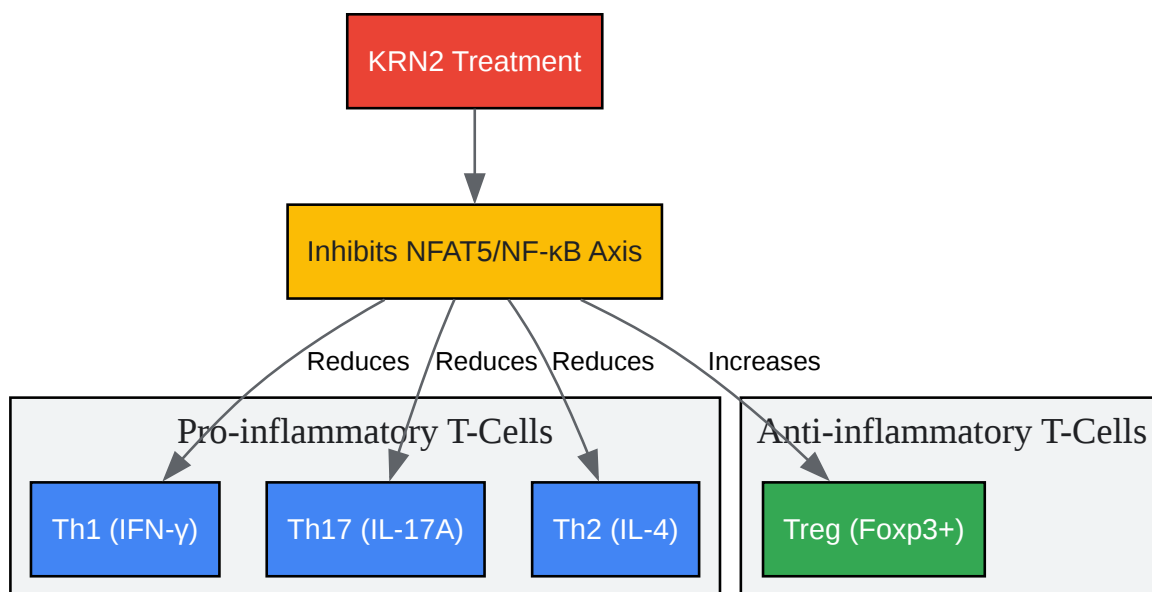 KRN2 Treatment
Inhibits NFAT5/NF-κB Axis
Reduces
Reduces
Reduces
Increases
Pro-inflammatory T-Cells
Anti-inflammatory T-Cells
Th1 (IFN-γ)
Th17 (IL-17A)
Th2 (IL-4)
Treg (Foxp3+)